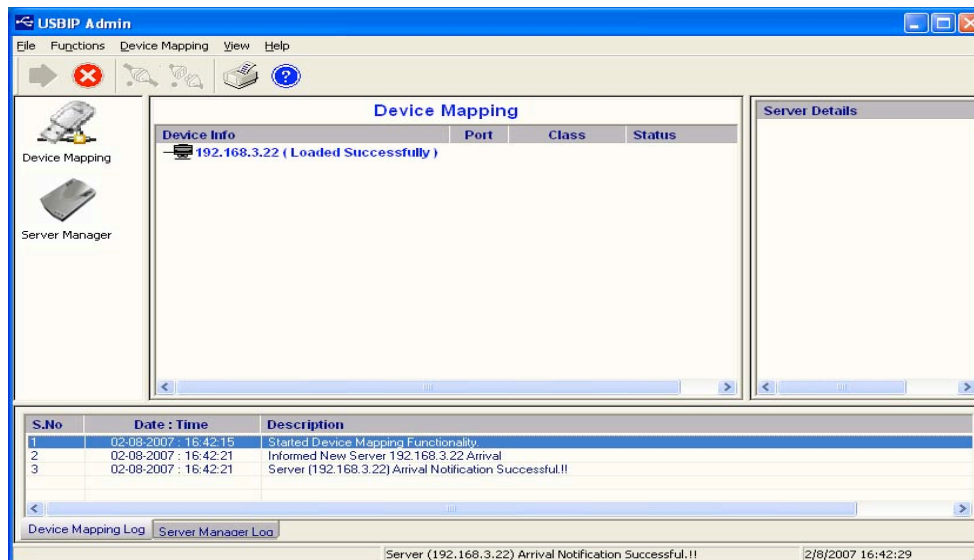 USBIP Admin
File Functions Device Mapping View Help
Device Mapping
Server Manager
Device Mapping
Device Info Port Class Status
192.168.3.22 ( Loaded Successfully )
Server Details
S.No Date : Time Description
1 02-08-2007 : 16:42:15 Started Device Mapping Functionality.
2 02-08-2007 : 16:42:21 Informed New Server 192.168.3.22 Arrival
3 02-08-2007 : 16:42:21 Server (192.168.3.22) Arrival Notification Successful.!!
Device Mapping Log Server Manager Log
Server (192.168.3.22) Arrival Notification Successful.!! 2/8/2007 16:42:29